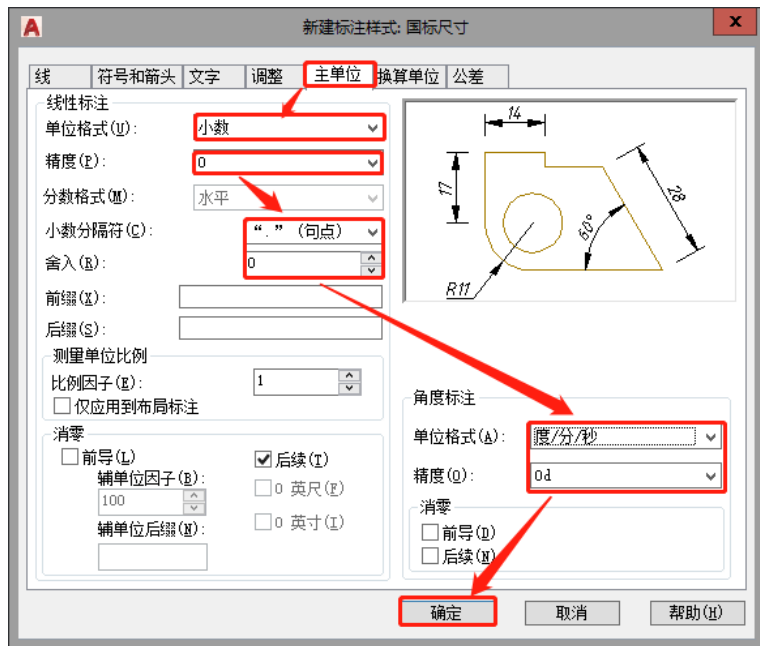 新建标注样式: 国标尺寸
线 符号和箭头 文字 调整 主单位 换算单位 公差
线性标注
单位格式(U): 小数
精度(P): 0
分数格式(M): 水平
小数分隔符(C): “.” (句点)
舍入(R): 0
前缀(X):
后缀(S):
测量单位比例
比例因子(E): 1
仅应用到布局标注
消零
前导(L)
辅单位因子(B):
100
辅单位后缀(N):
后续(T)
0 英尺(F)
0 英寸(I)
14
17
28
60°
R11
角度标注
单位格式(A): 度/分/秒
精度(O): 0d
消零
前导(D)
后续(N)
确定 取消 帮助(H)